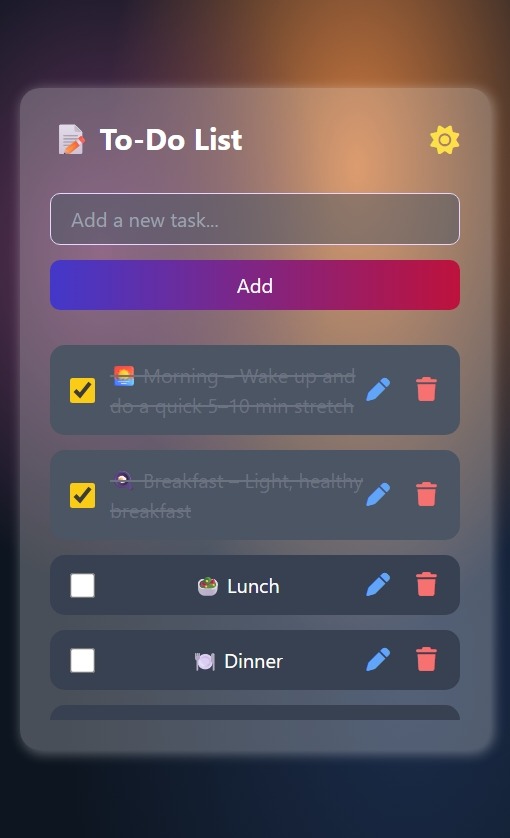 📝 To-Do List
Add a new task...
Add
🌅 Morning – Wake up and
do a quick 5–10 min stretch
🍳 Breakfast – Light, healthy
breakfast
🥗 Lunch
🍽️ Dinner